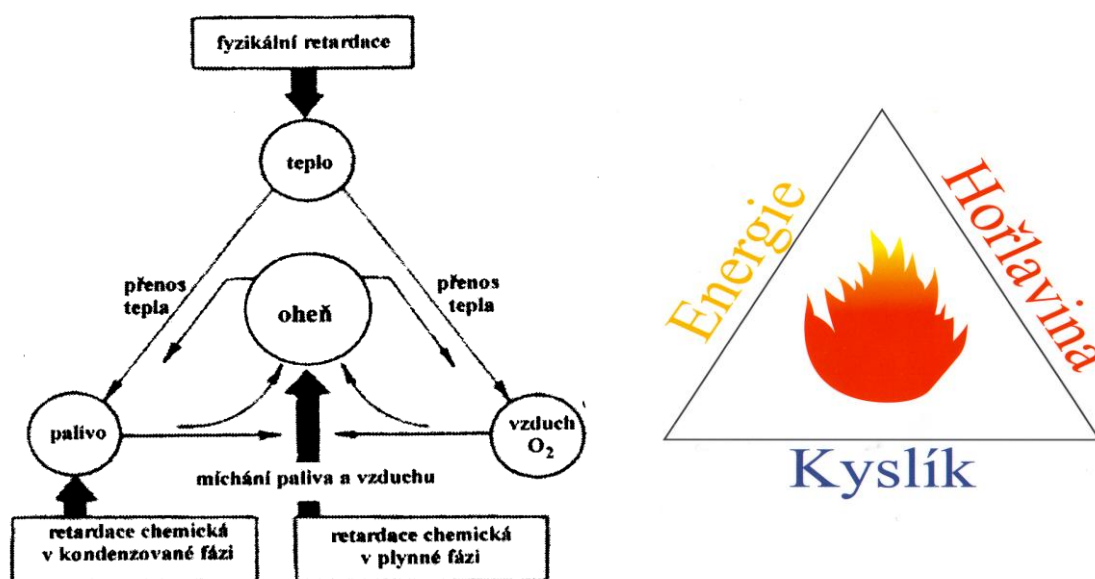 fyzikální retardace
teplo
přenos
tepla
přenos
tepla
oheň
palivo
vzduch
O₂
míchání paliva a vzduchu
retardace chemická
v kondenzované fázi
retardace chemická
v plynné fázi
Energie
Hořlavina
Kyslík